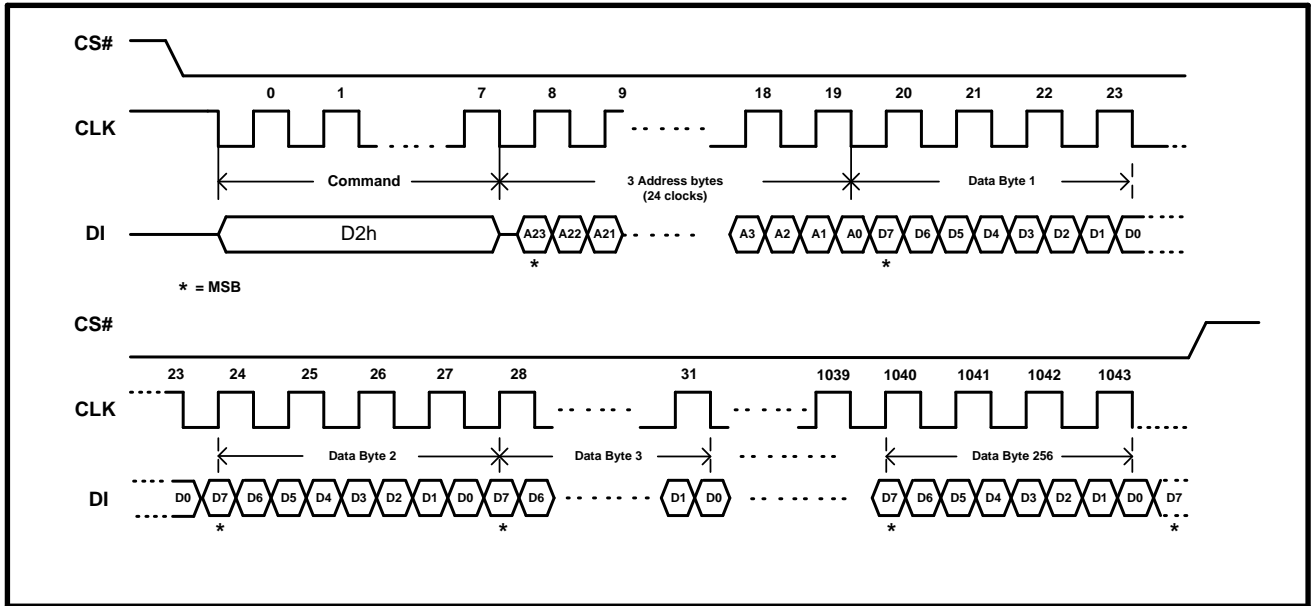 CS#
0 1 7 8 9 18 19 20 21 22 23
CLK
Command 3 Address bytes (24 clocks) Data Byte 1
DI D2h A23 A22 A21 A3 A2 A1 A0 D7 D6 D5 D4 D3 D2 D1 D0
* *
* = MSB
CS#
23 24 25 26 27 28 31 1039 1040 1041 1042 1043
CLK
Data Byte 2 Data Byte 3 Data Byte 256
DI D0 D7 D6 D5 D4 D3 D2 D1 D0 D7 D6 D1 D0 D7 D6 D5 D4 D3 D2 D1 D0 D7
* * * *